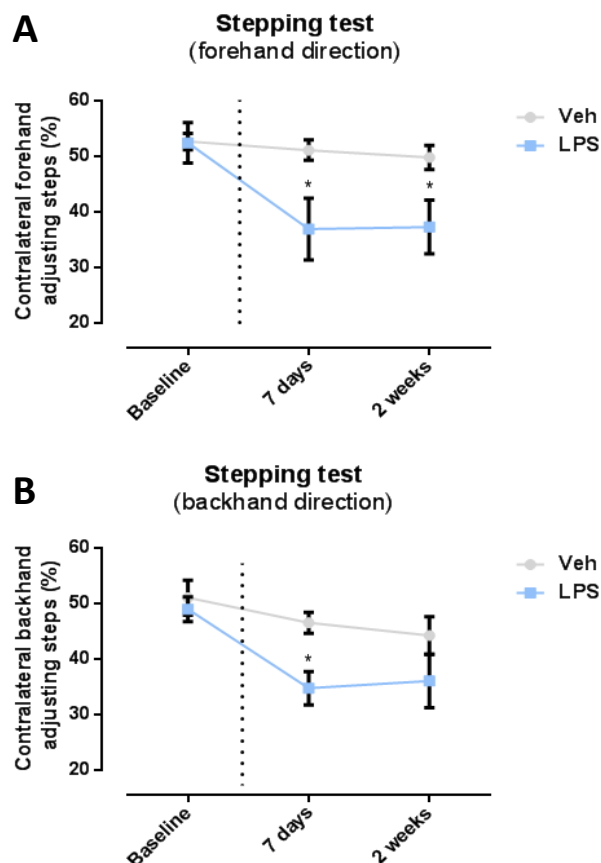 A
Stepping test
(forehand direction)
Contralateral forehand
adjusting steps (%)
60
50
40
30
20
*
*
Baseline
7 days
2 weeks
Veh
LPS
B
Stepping test
(backhand direction)
Contralateral backhand
adjusting steps (%)
60
50
40
30
20
*
Baseline
7 days
2 weeks
Veh
LPS